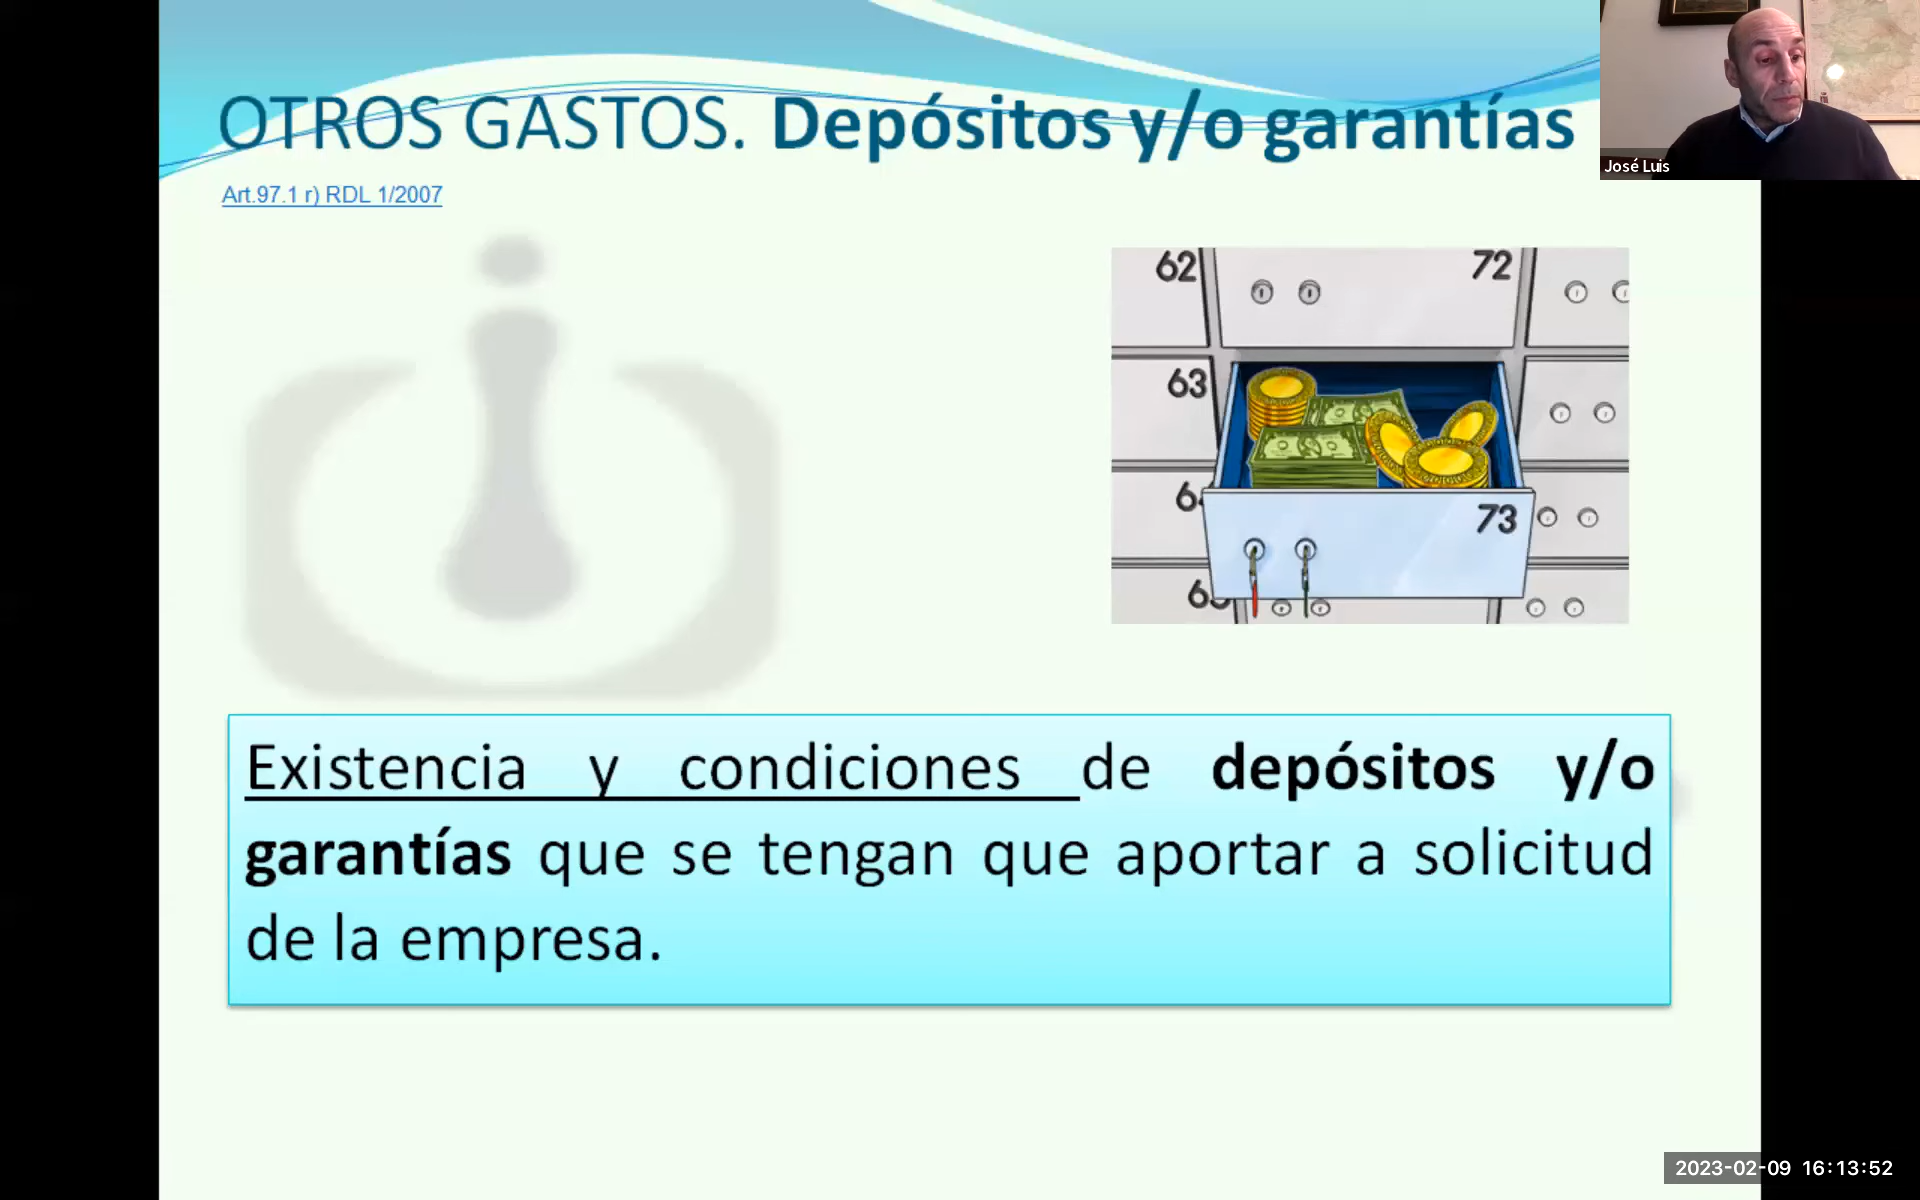 OTROS GASTOS. Depósitos y/o garantías
José Luis
Art.97.1 r) RDL 1/2007
62
72
63
73
Existencia y condiciones de depósitos y/o
garantías que se tengan que aportar a solicitud
de la empresa.
2023-02-09 16:13:52